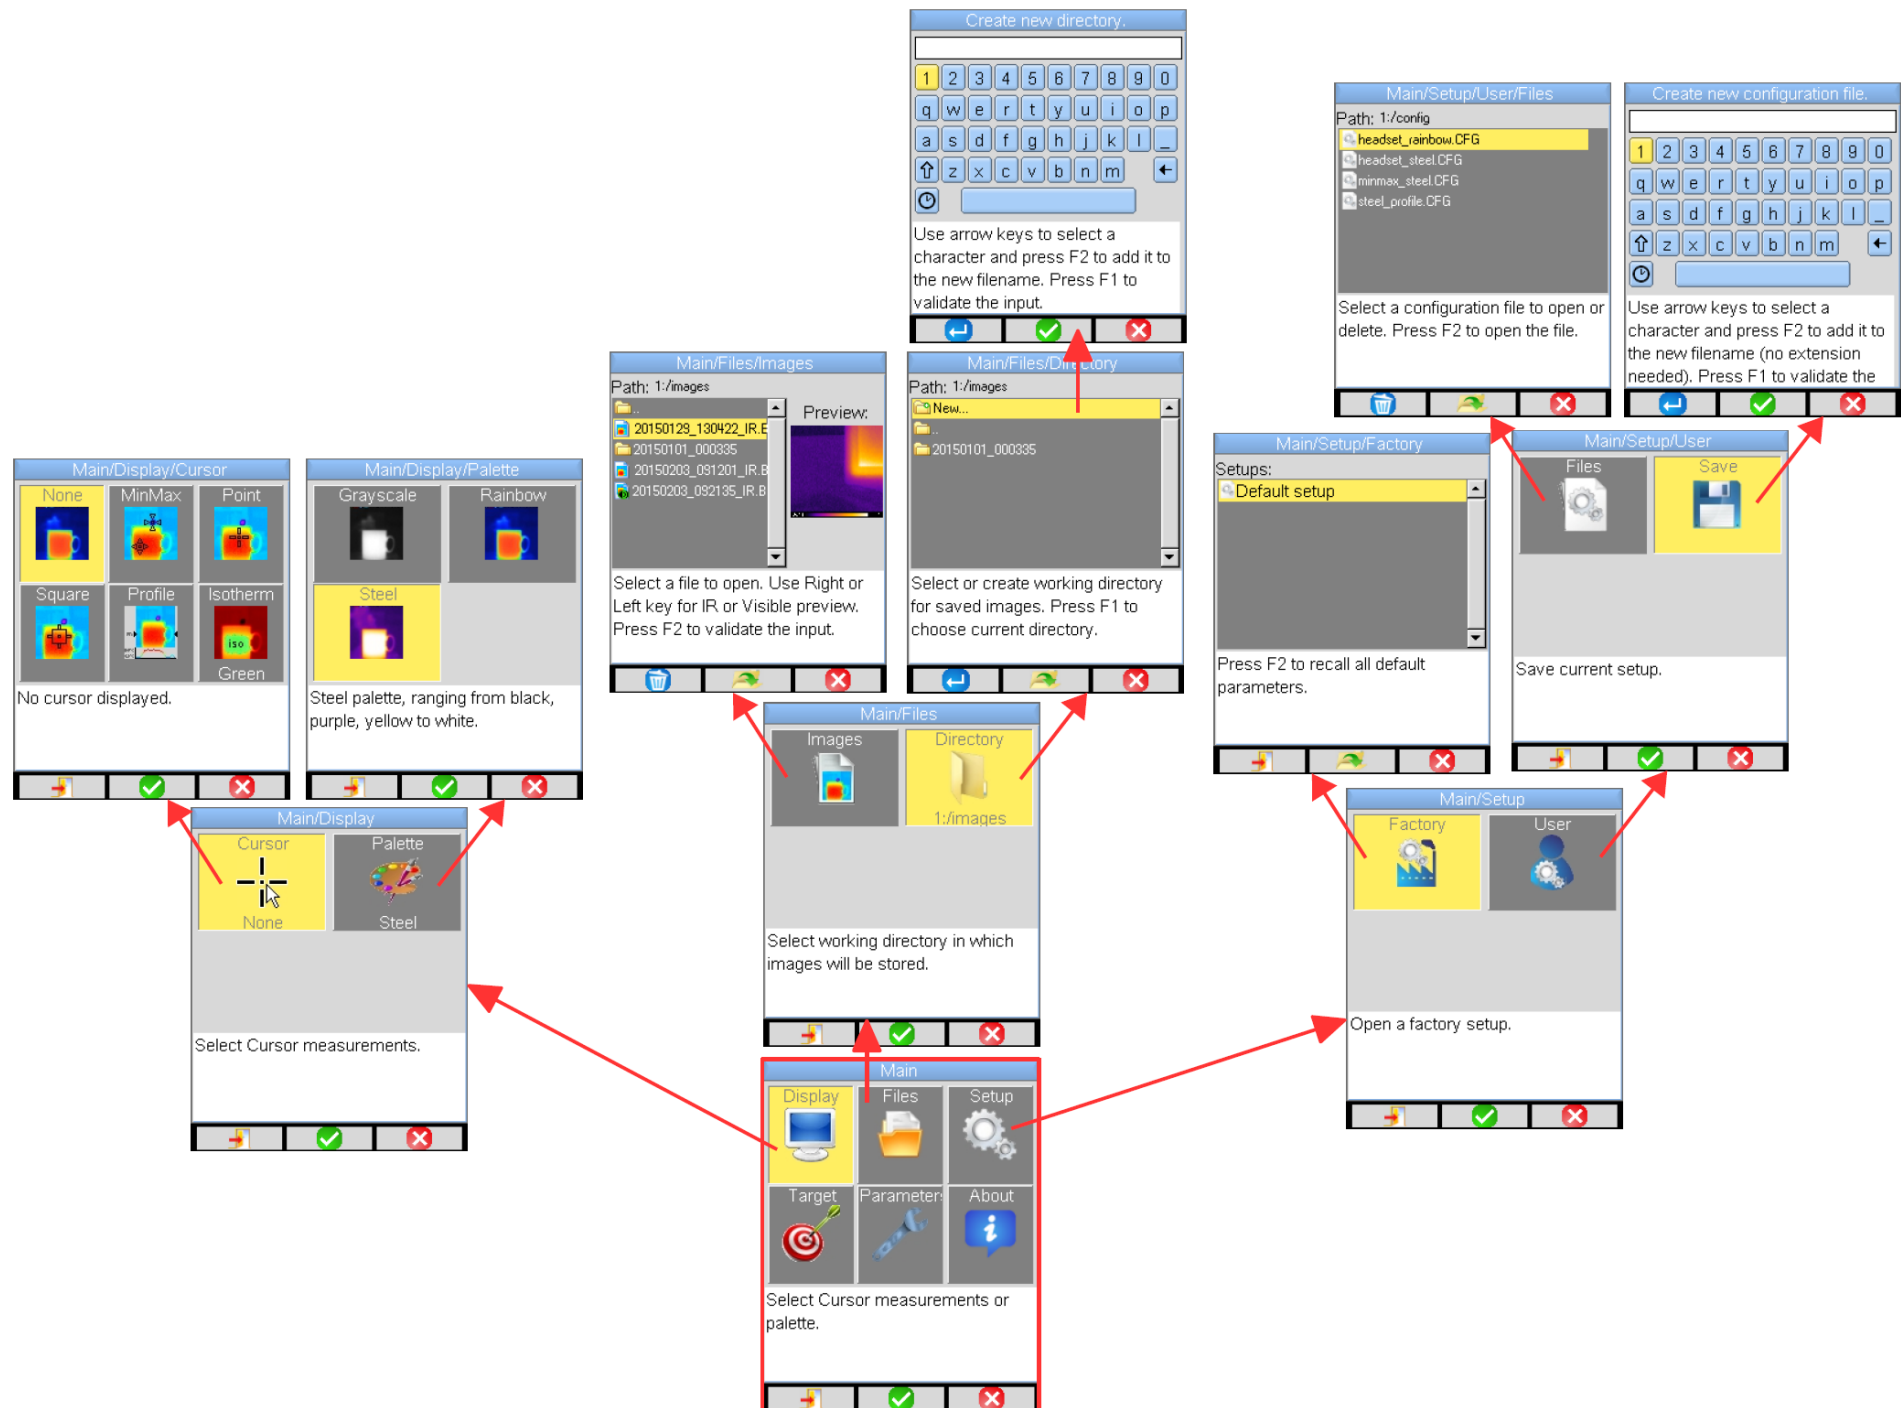 Create new directory.
1 2 3 4 5 6 7 8 9 0
q w e r t y u i o p
a s d f g h j k l _
z x c v b n m
Use arrow keys to select a
character and press F2 to add it to
the new filename. Press F1 to
validate the input.
Main/Setup/User/Files
Path: 1:/config
headset_rainbow.CFG
headset_steel.CFG
minmax_steel.CFG
steel_profile.CFG
Select a configuration file to open or
delete. Press F2 to open the file.
Create new configuration file.
1 2 3 4 5 6 7 8 9 0
q w e r t y u i o p
a s d f g h j k l _
z x c v b n m
Use arrow keys to select a
character and press F2 to add it to
the new filename (no extension
needed). Press F1 to validate the
Main/Files/Images
Path: 1:/images
..
20150123_130422_IR.B
20150101_000335
20150203_091201_IR.B
20150203_092135_IR.B
Preview:
Select a file to open. Use Right or
Left key for IR or Visible preview.
Press F2 to validate the input.
Main/Files/Directory
Path: 1:/images
New...
..
20150101_000335
Select or create working directory
for saved images. Press F1 to
choose current directory.
Main/Setup/Factory
Setups:
Default setup
Press F2 to recall all default
parameters.
Main/Setup/User
Files Save
Save current setup.
Main/Display/Cursor
None MinMax Point
Square Profile Isotherm
iso
Green
No cursor displayed.
Main/Display/Palette
Grayscale Rainbow
Steel
Steel palette, ranging from black,
purple, yellow to white.
Main/Files
Images Directory
1:/images
Select working directory in which
images will be stored.
Main/Setup
Factory User
Open a factory setup.
Main/Display
Cursor Palette
None Steel
Select Cursor measurements.
Main
Display Files Setup
Target Parameter About
Select Cursor measurements or
palette.